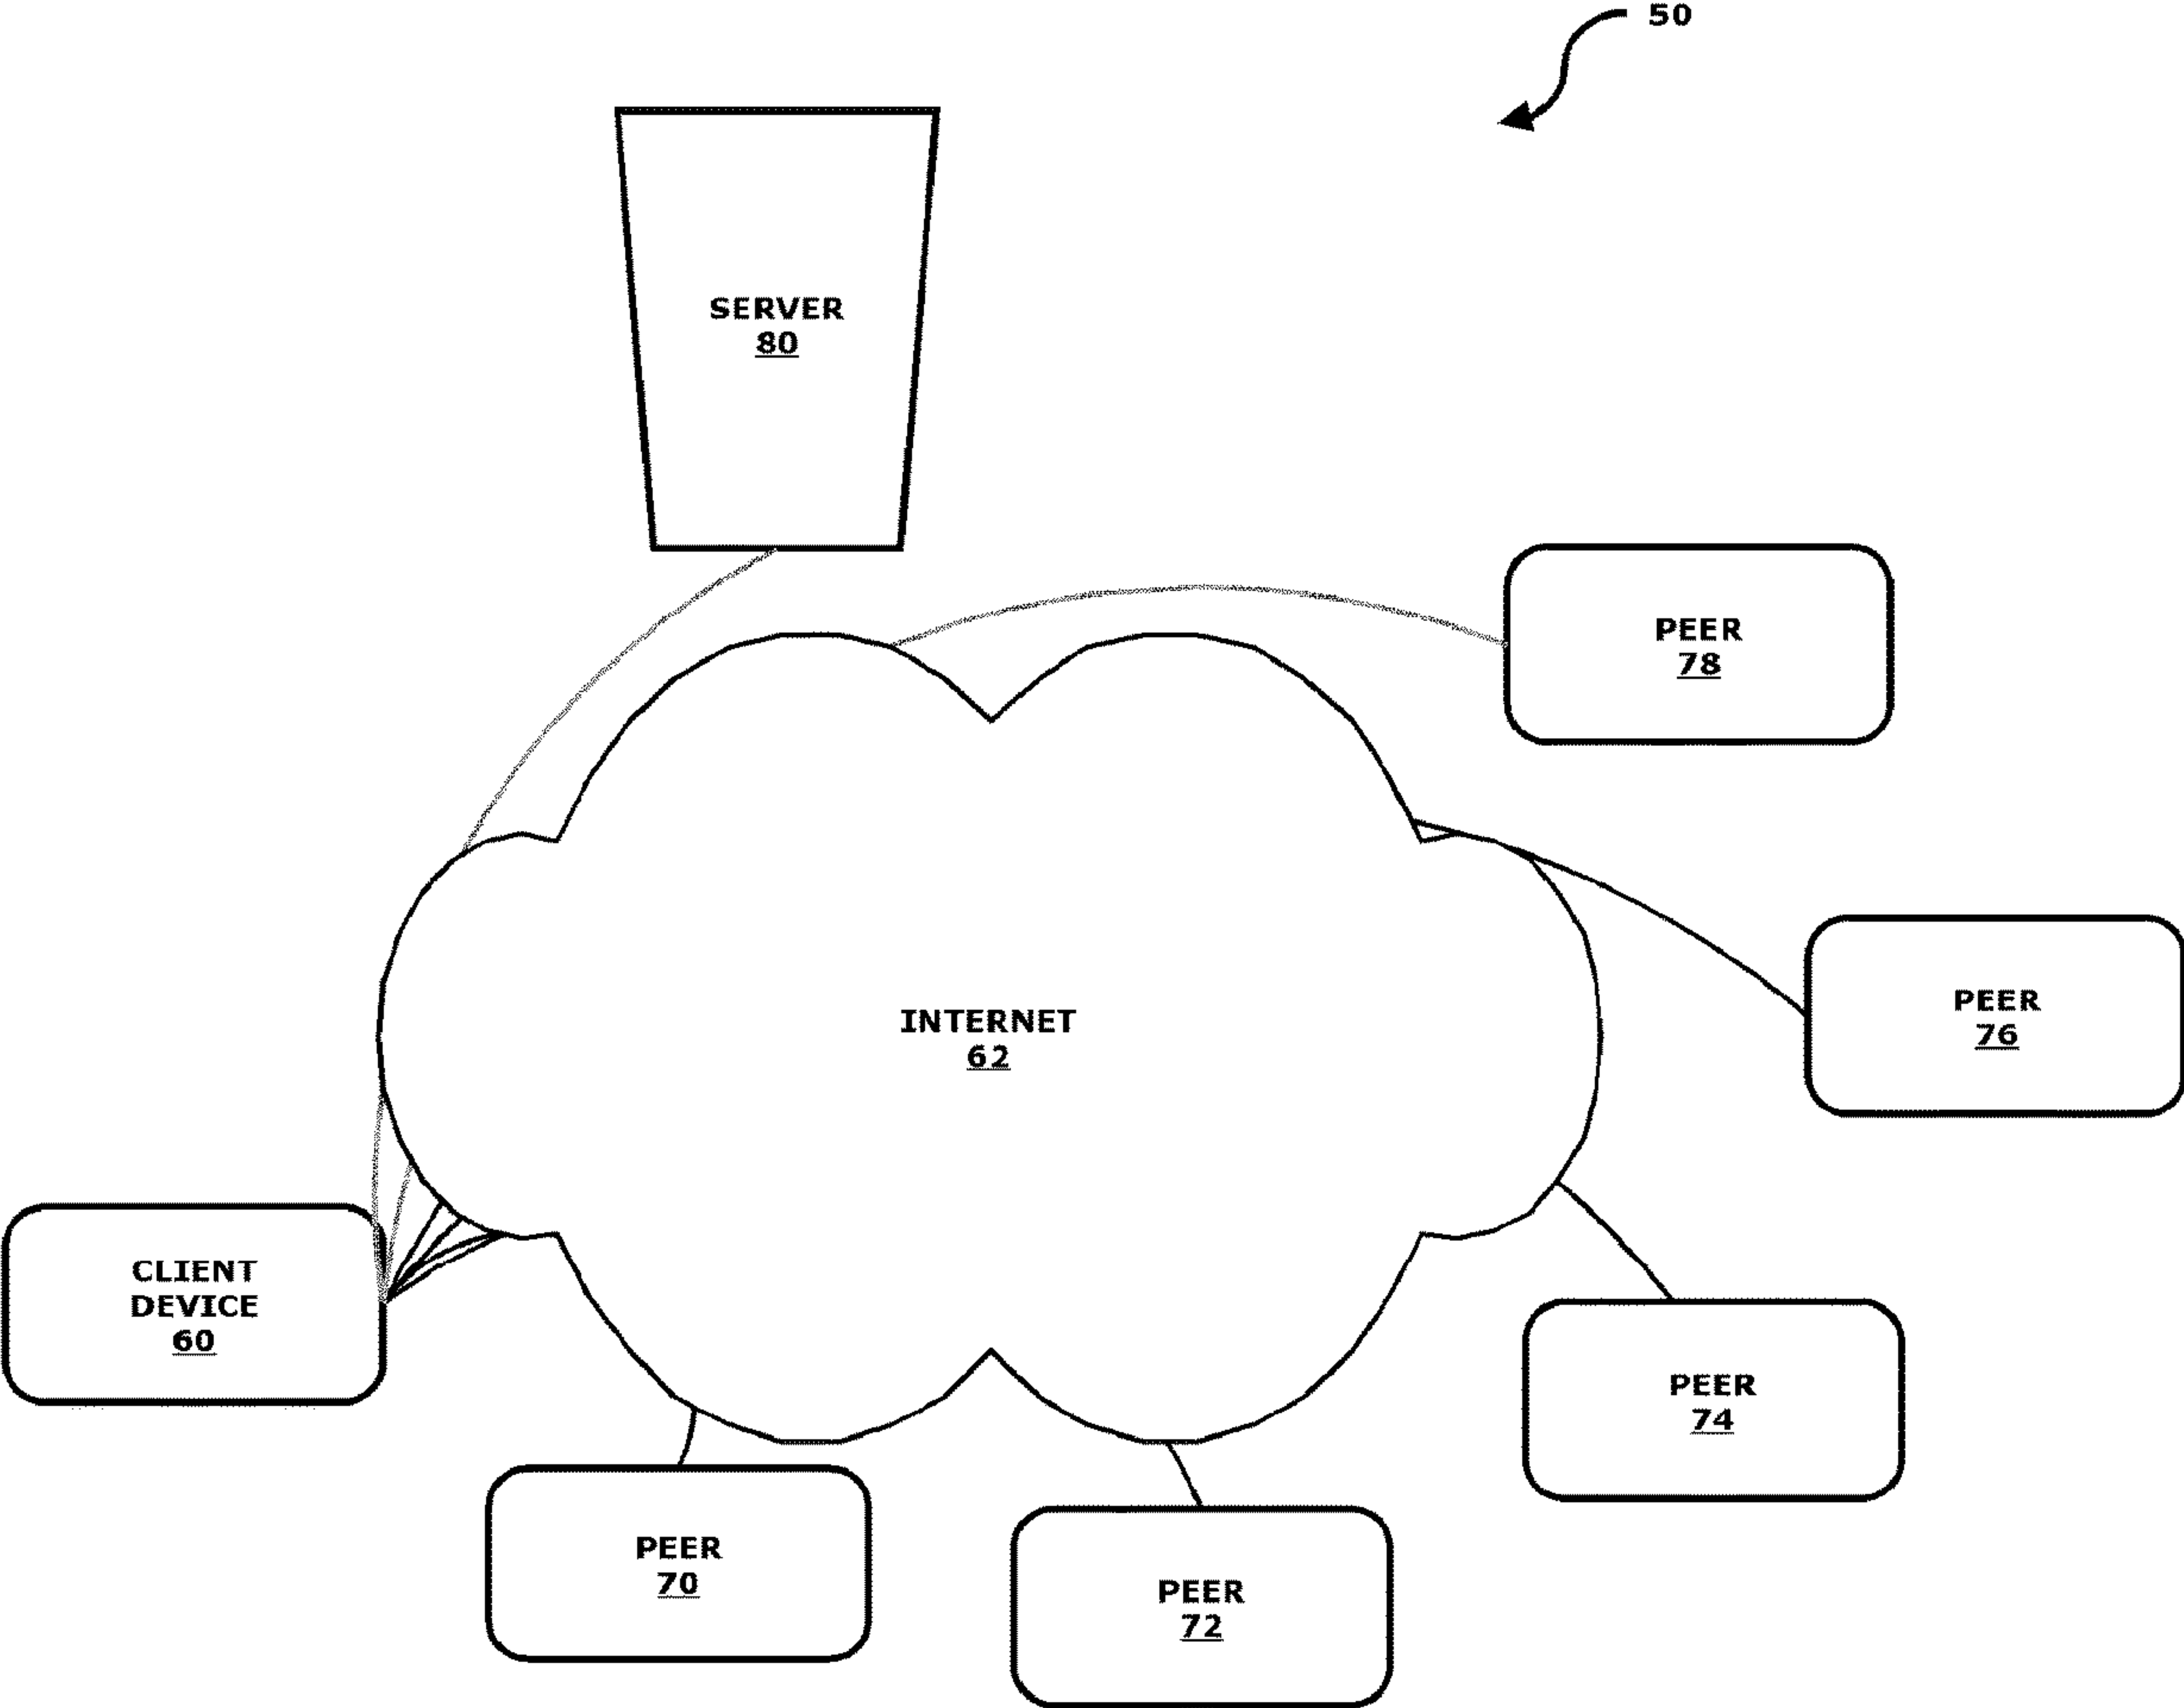 50
SERVER
80
PEER
78
PEER
76
INTERNET
62
CLIENT
DEVICE
60
PEER
74
PEER
70
PEER
72